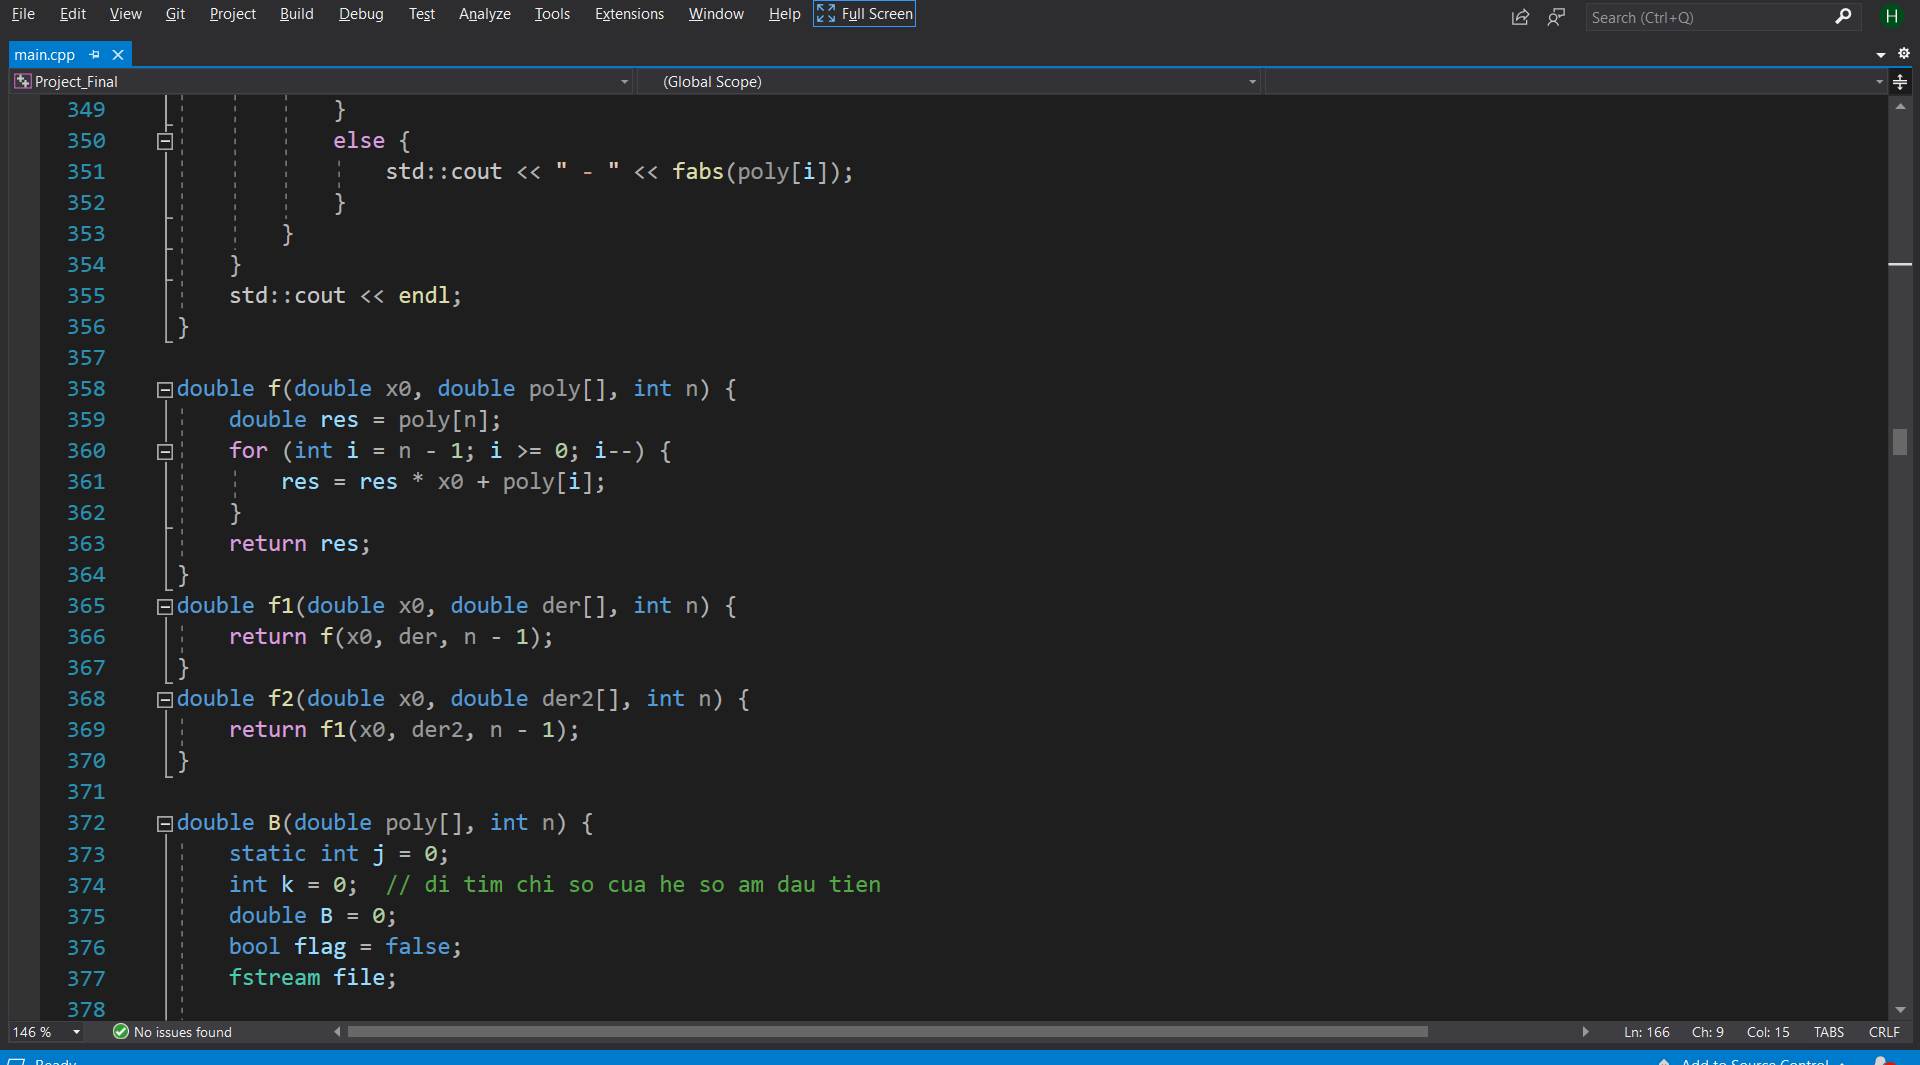 File Edit View Git Project Build Debug Test Analyze Tools Extensions Window Help Full Screen Search (Ctrl+Q) H
main.cpp
Project_Final (Global Scope)
349 }
350 else {
351 std::cout << " - " << fabs(poly[i]);
352 }
353 }
354 }
355 std::cout << endl;
356 }
357
358 double f(double x0, double poly[], int n) {
359 double res = poly[n];
360 for (int i = n - 1; i >= 0; i--) {
361 res = res * x0 + poly[i];
362 }
363 return res;
364 }
365 double f1(double x0, double der[], int n) {
366 return f(x0, der, n - 1);
367 }
368 double f2(double x0, double der2[], int n) {
369 return f1(x0, der2, n - 1);
370 }
371
372 double B(double poly[], int n) {
373 static int j = 0;
374 int k = 0; // di tim chi so cua he so am dau tien
375 double B = 0;
376 bool flag = false;
377 fstream file;
378
146 % No issues found Ln: 166 Ch: 9 Col: 15 TABS CRLF
Ready Add to Source Control